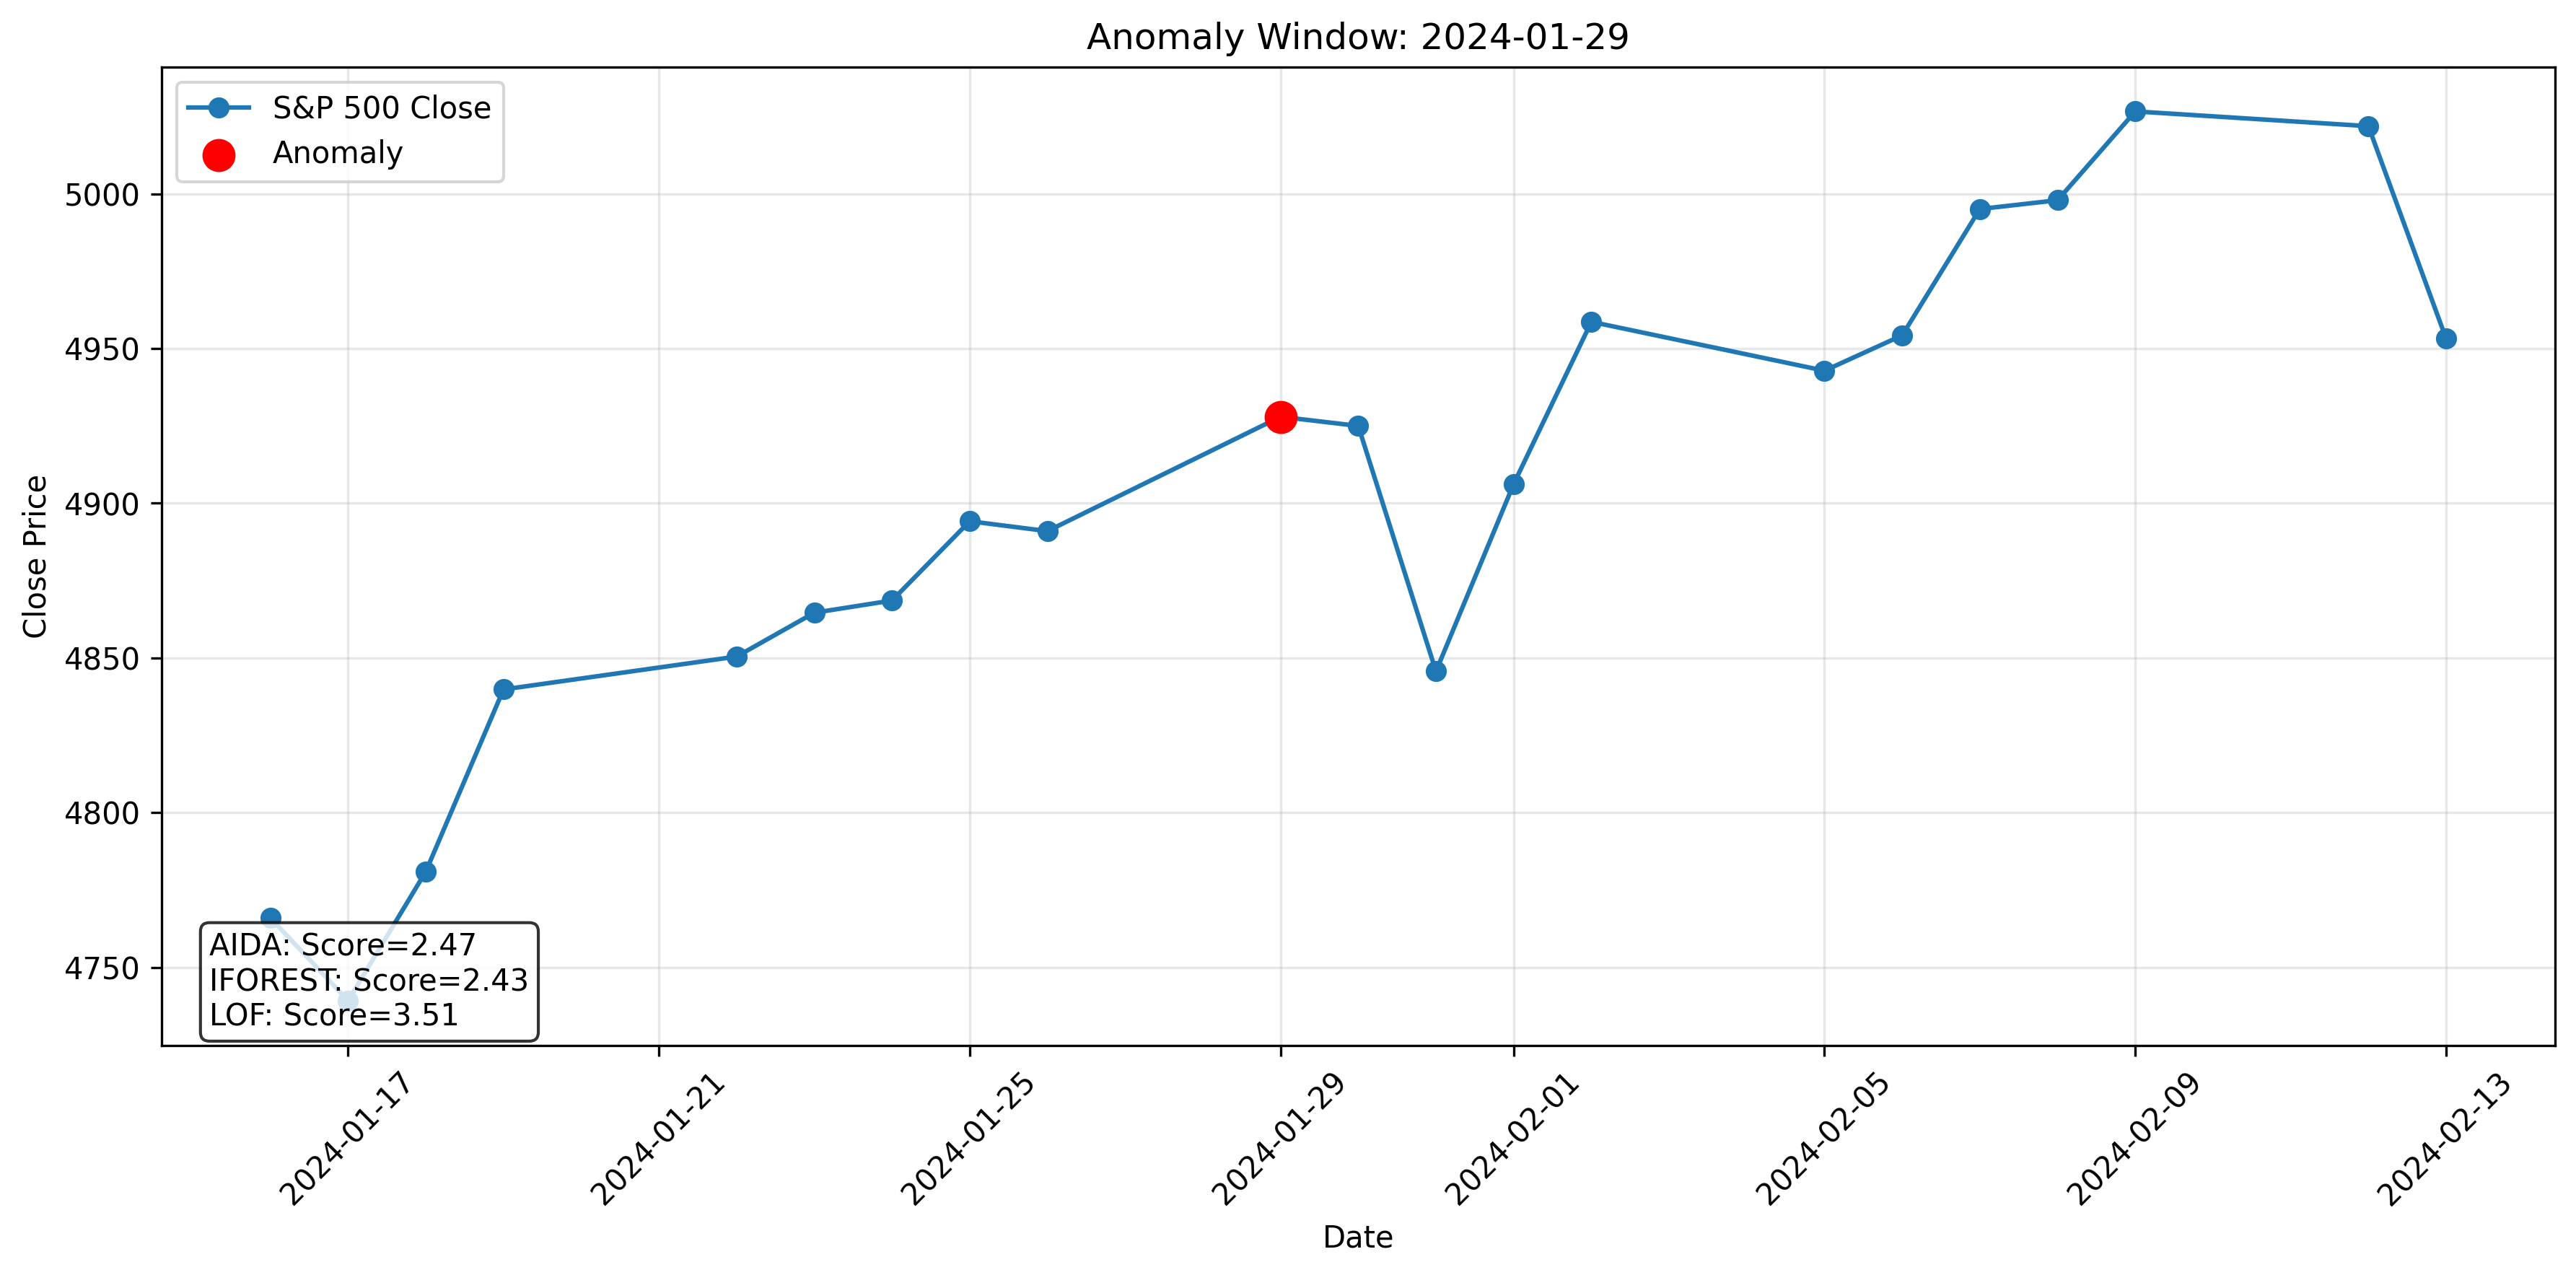 Anomaly Window: 2024-01-29
S&P 500 Close
Anomaly
5000
4950
4900
4850
4800
4750
Close Price
AIDA: Score=2.47
IFOREST: Score=2.43
LOF: Score=3.51
2024-01-17
2024-01-21
2024-01-25
2024-01-29
2024-02-01
2024-02-05
2024-02-09
2024-02-13
Date